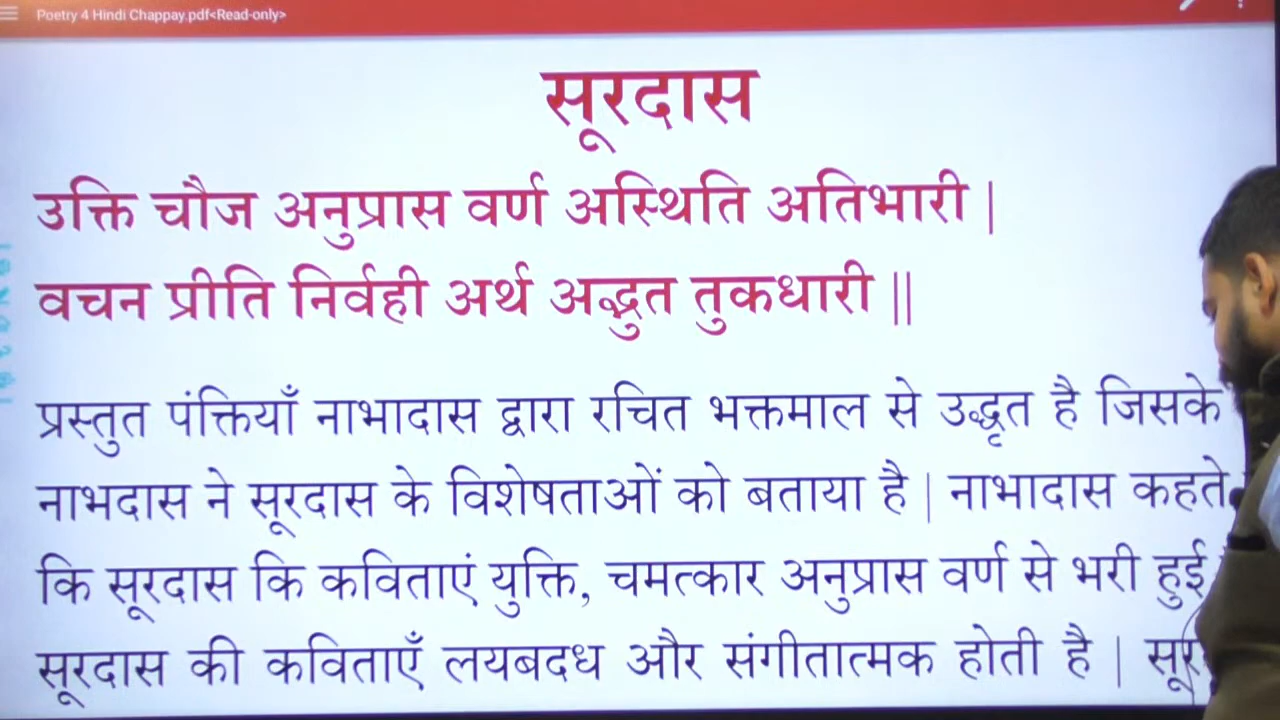 Poetry 4 Hindi Chappay.pdf<Read-only>
सूरदास
उक्ति चौज अनुप्रास वर्ण अस्थिति अतिभारी |
वचन प्रीति निर्वही अर्थ अद्भुत तुकधारी ||
प्रस्तुत पंक्तियाँ नाभादास द्वारा रचित भक्तमाल से उद्धृत है जिसके
नाभदास ने सूरदास के विशेषताओं को बताया है | नाभादास कहते
कि सूरदास कि कविताएं युक्ति, चमत्कार अनुप्रास वर्ण से भरी हुई
सूरदास की कविताएँ लयबदध और संगीतात्मक होती है |